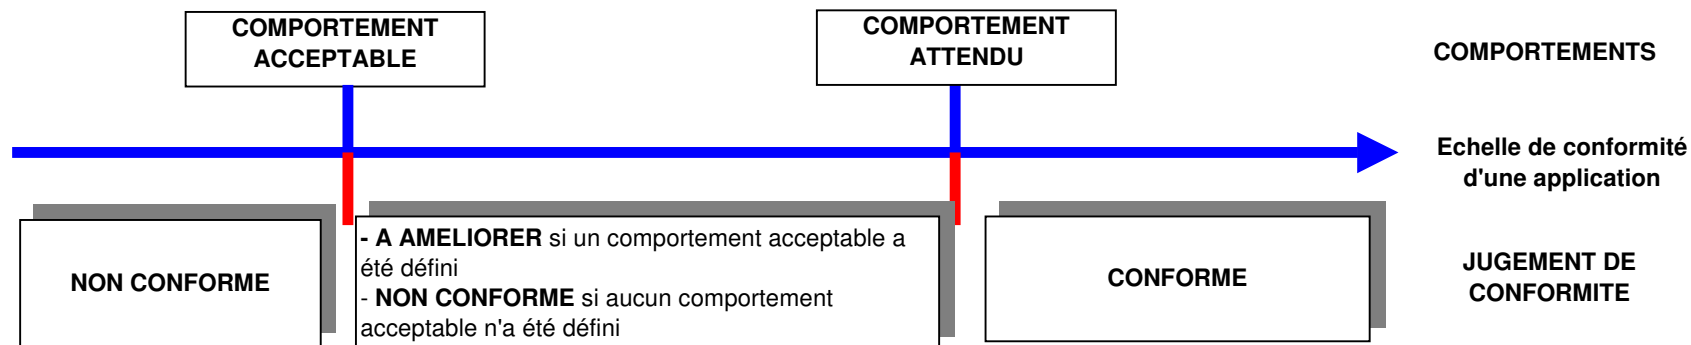 COMPORTEMENT
ACCEPTABLE
COMPORTEMENT
ATTENDU
COMPORTEMENTS
Echelle de conformité
d'une application
NON CONFORME
- A AMELIORER si un comportement acceptable a
été défini
- NON CONFORME si aucun comportement
acceptable n'a été défini
CONFORME
JUGEMENT DE
CONFORMITE